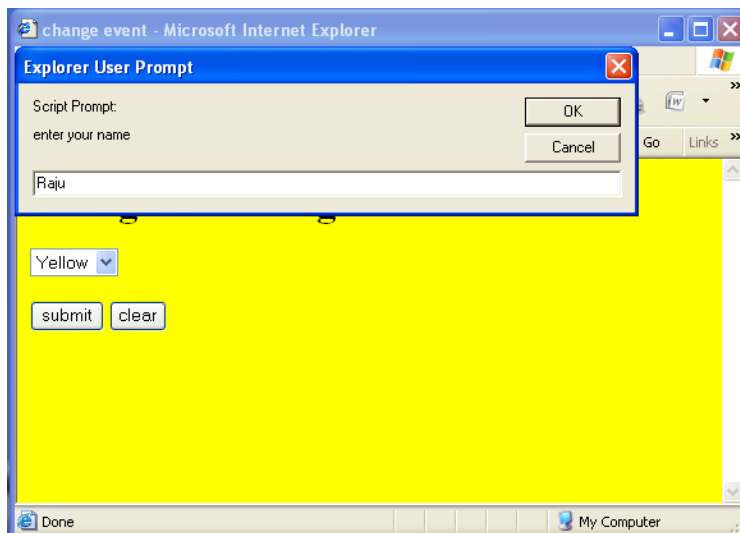 change event - Microsoft Internet Explorer
Explorer User Prompt
Script Prompt:
OK
enter your name
Cancel
Go Links »
Raju
Yellow
submit clear
Done My Computer